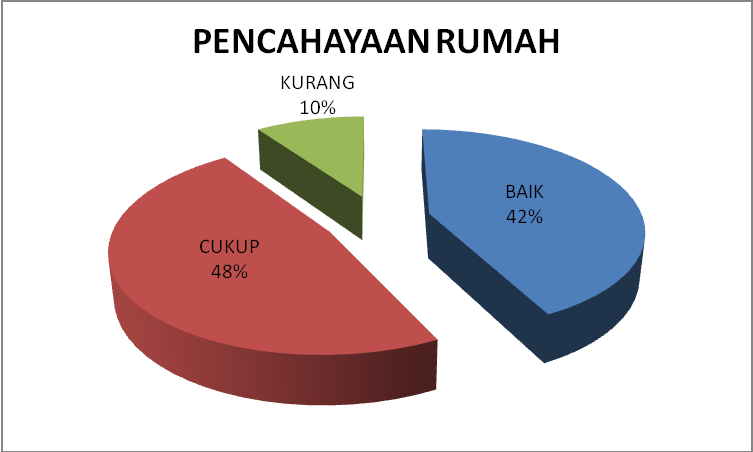 PENCAHAYAAN RUMAH
KURANG
10%
BAIK
42%
CUKUP
48%